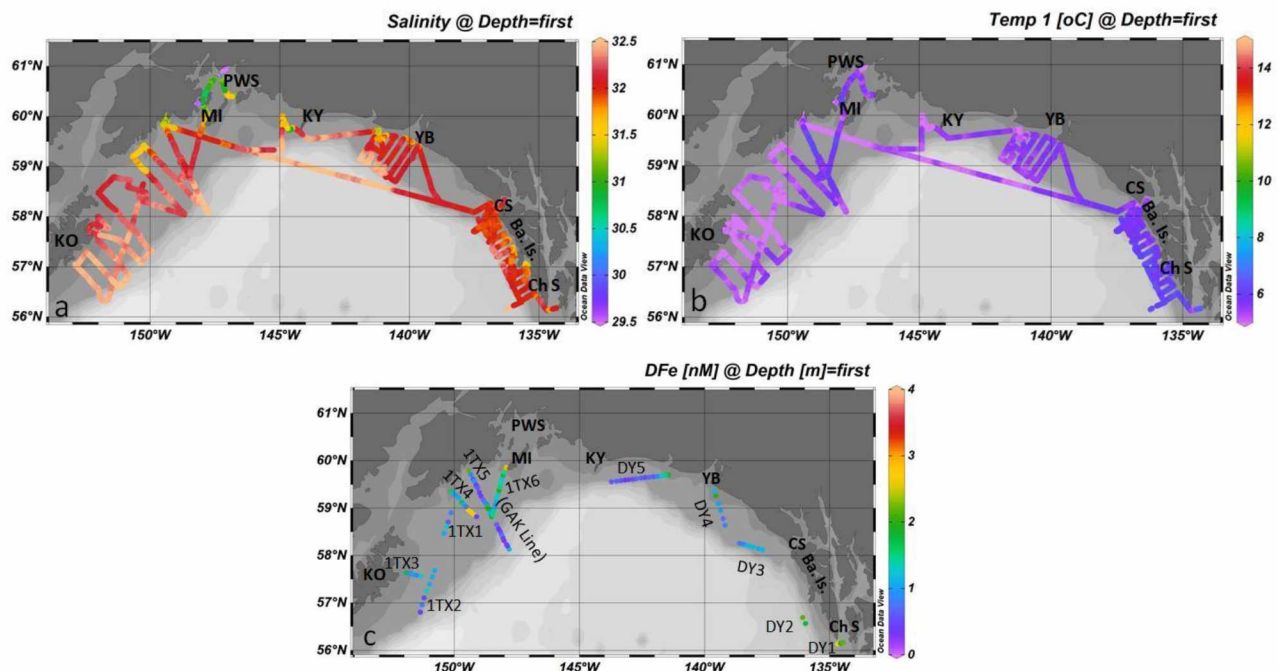 Salinity @ Depth=first
61°N
60°N
59°N
58°N
57°N
56°N
PWS
MI
KY
YB
KO
CS
Ba. Is.
Ch S
a
150°W
145°W
140°W
135°W
Ocean Data View
32.5
32
31.5
31
30.5
30
29.5
Temp 1 [oC] @ Depth=first
61°N
60°N
59°N
58°N
57°N
56°N
PWS
MI
KY
YB
KO
CS
Ba. Is.
Ch S
b
150°W
145°W
140°W
135°W
Ocean Data View
14
12
10
8
6
DFe [nM] @ Depth [m]=first
61°N
60°N
59°N
58°N
57°N
56°N
PWS
MI
KY
DY5
YB
1TX5
1TX4
1TX6
(GAK Line)
1TX1
DY4
1TX3
KO
DY3
CS
Ba. Is.
1TX2
DY2
Ch S
DY1
c
150°W
145°W
140°W
135°W
Ocean Data View
4
3
2
1
0